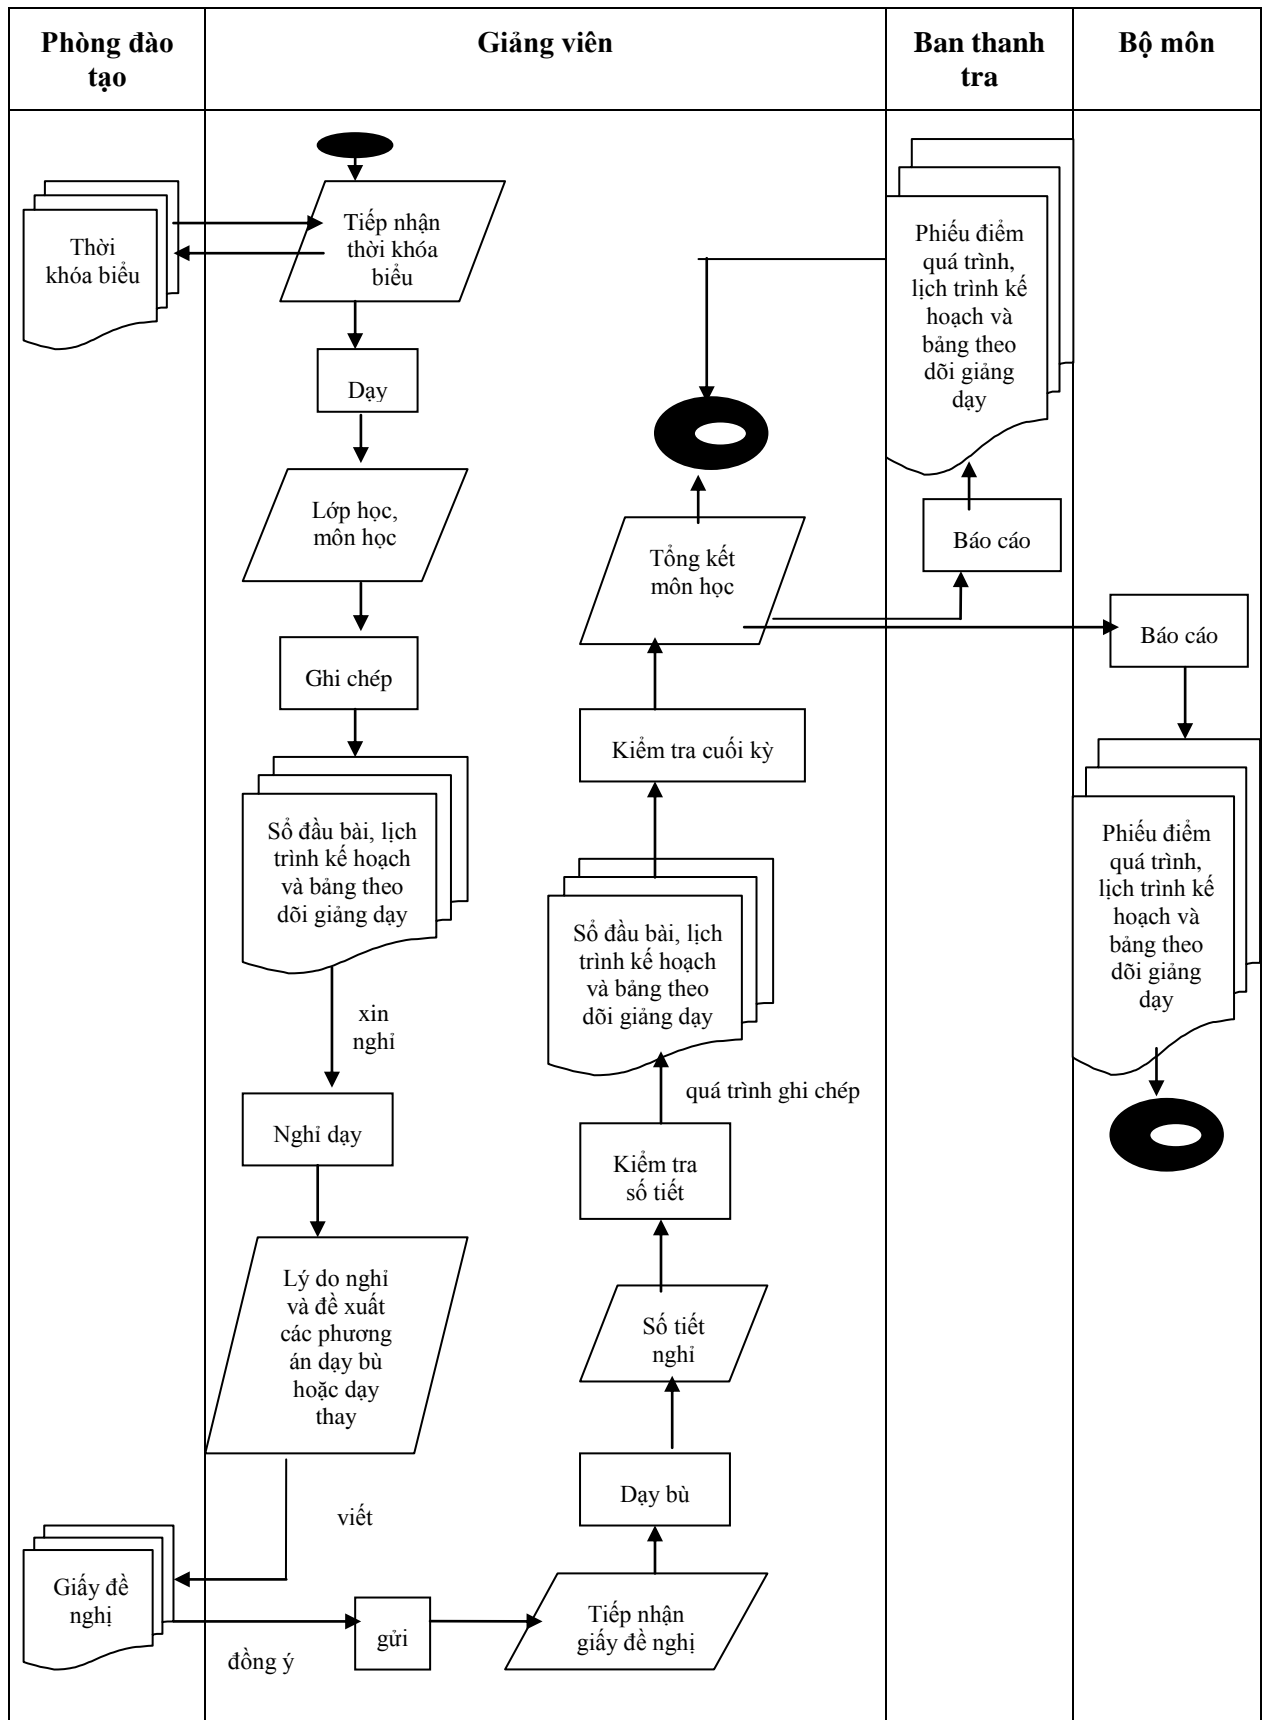 Phòng đào
tạo
Giảng viên
Ban thanh
tra
Bộ môn
Thời
khóa biểu
Tiếp nhận
thời khóa
biểu
Dạy
Lớp học,
môn học
Ghi chép
Sổ đầu bài, lịch
trình kế hoạch
và bảng theo
dõi giảng dạy
xin
nghỉ
Nghỉ dạy
Lý do nghỉ
và đề xuất
các phương
án dạy bù
hoặc dạy
thay
viết
Giấy đề
nghị
đồng ý
gửi
Tiếp nhận
giấy đề nghị
Dạy bù
Số tiết
nghỉ
Kiểm tra
số tiết
quá trình ghi chép
Sổ đầu bài, lịch
trình kế hoạch
và bảng theo
dõi giảng dạy
Kiểm tra cuối kỳ
Tổng kết
môn học
Báo cáo
Phiếu điểm
quá trình,
lịch trình kế
hoạch và
bảng theo
dõi giảng
dạy
Báo cáo
Phiếu điểm
quá trình,
lịch trình kế
hoạch và
bảng theo
dõi giảng
dạy